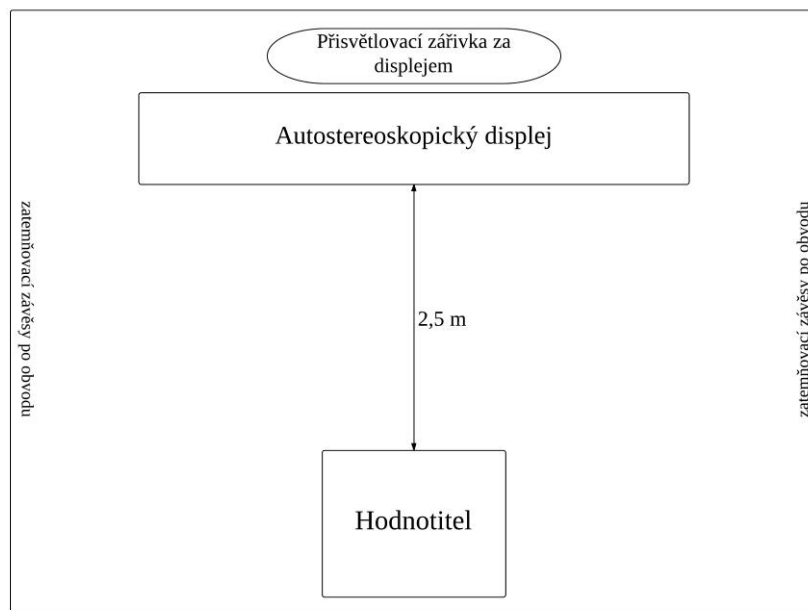 Přisvětlovací zářivka za
displejem
Autostereoskopický displej
zatemňovací závěsy po obvodu
zatemňovací závěsy po obvodu
2,5 m
Hodnotitel